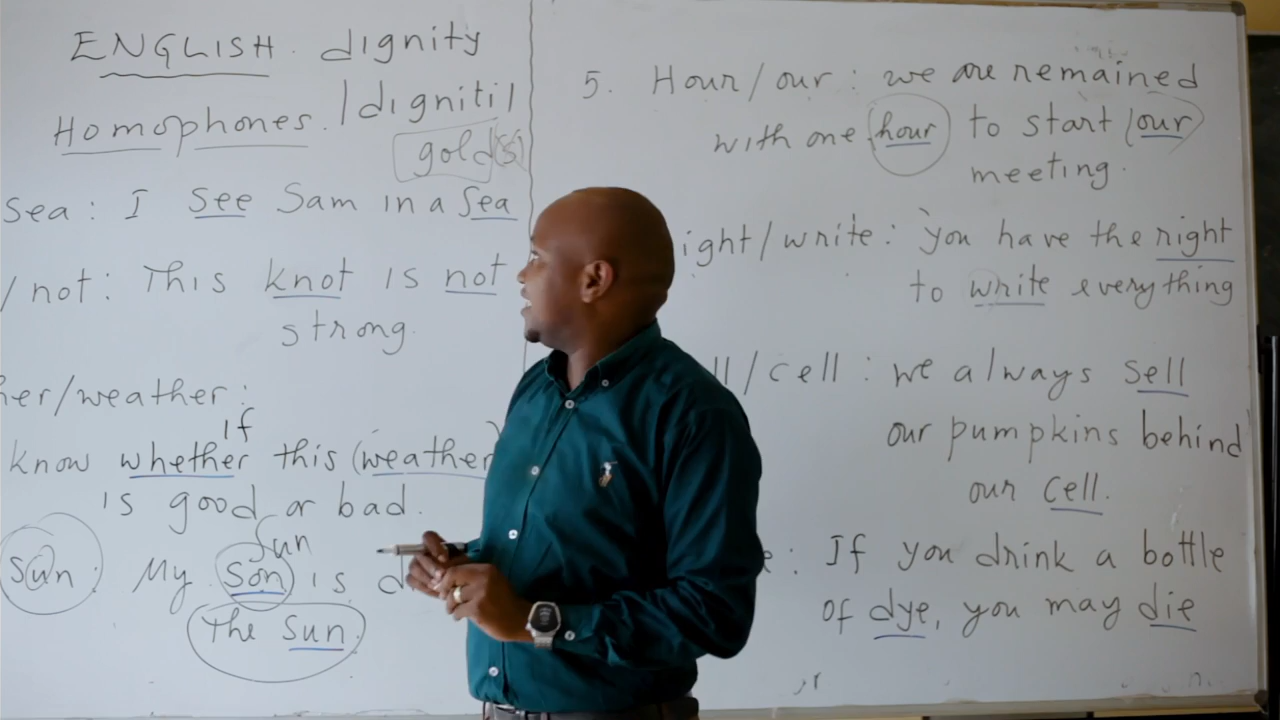 ENGLISH. dignity
Homophones. /digniti/
gold(s)
Sea: I see Sam in a Sea
/ not: This knot is not
strong.
her/weather:
If
know whether this (weather)
is good or bad.
Sun
sun: My son is
The Sun.
5. Hour/our: we are remained
with one hour to start our
meeting.
ight/write: you have the right
to write everything
ll/cell: we always sell
our pumpkins behind
our cell.
e: If you drink a bottle
of dye, you may die